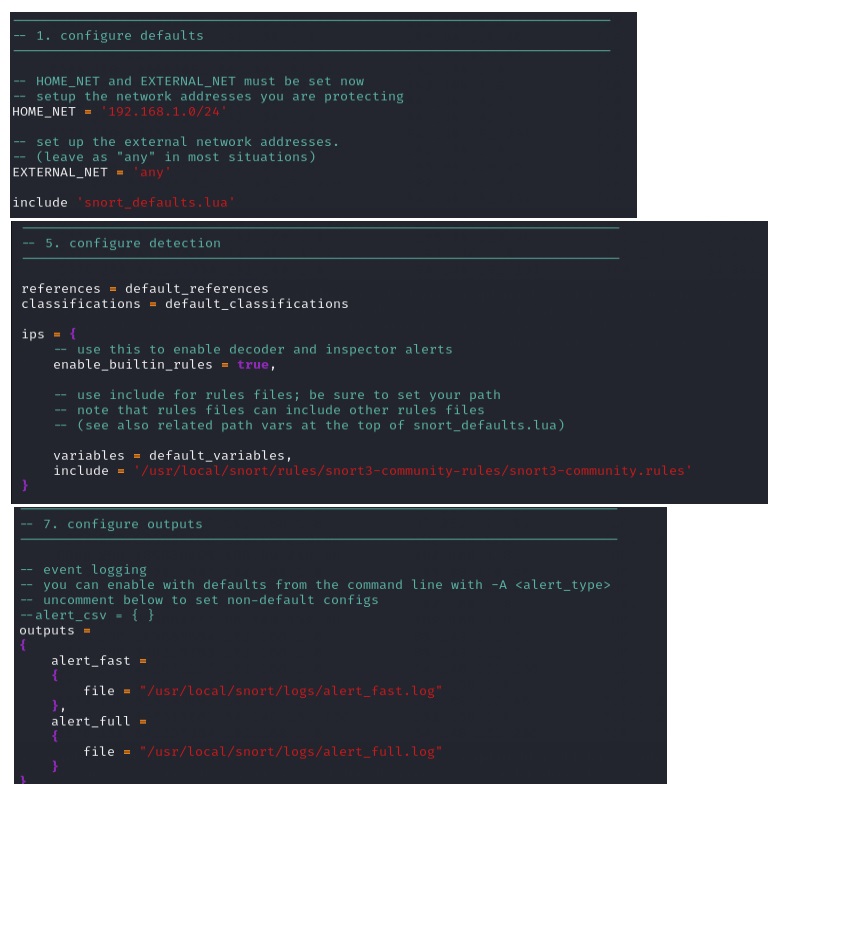 -- 1. configure defaults
-- HOME_NET and EXTERNAL_NET must be set now
-- setup the network addresses you are protecting
HOME_NET = '192.168.1.0/24'
-- set up the external network addresses.
-- (leave as "any" in most situations)
EXTERNAL_NET = 'any'
include 'snort_defaults.lua'
-- 5. configure detection
references = default_references
classifications = default_classifications
ips = {
    -- use this to enable decoder and inspector alerts
    enable_builtin_rules = true,
    -- use include for rules files; be sure to set your path
    -- note that rules files can include other rules files
    -- (see also related path vars at the top of snort_defaults.lua)
    variables = default_variables,
    include = '/usr/local/snort/rules/snort3-community-rules/snort3-community.rules'
}
-- 7. configure outputs
-- event logging
-- you can enable with defaults from the command line with -A <alert_type>
-- uncomment below to set non-default configs
--alert_csv = { }
outputs =
{
    alert_fast =
    {
        file = "/usr/local/snort/logs/alert_fast.log"
    },
    alert_full =
    {
        file = "/usr/local/snort/logs/alert_full.log"
    }
}